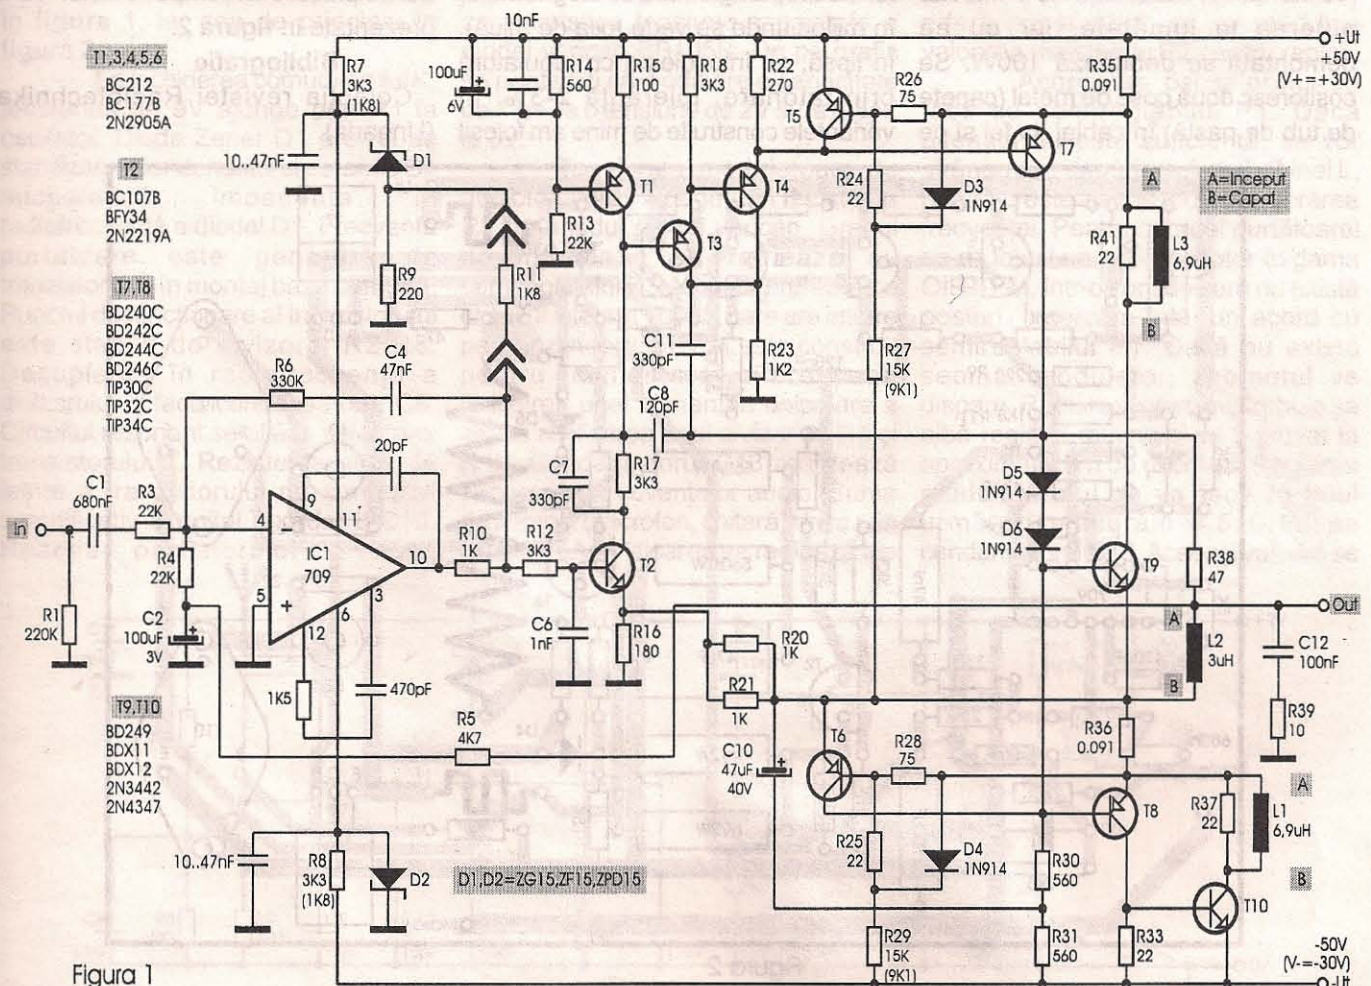 10nF
+Ut
+50V
(V+=+30V)
T1,3,4,5,6
BC212
BC177B
2N2905A
R7
3K3
(1K8)
100uF
6V
R14
560
R15
100
R18
3K3
R22
270
R26
75
R35
0.091
T5
T7
10..47nF
D1
T1
T4
R24
22
D3
1N914
A
A=Inceput
B=Capat
T2
BC107B
BFY34
2N2219A
R13
22K
T3
R41
22
L3
6,9uH
R9
220
R11
1K8
B
T7,T8
BD240C
BD242C
BD244C
BD246C
TIP30C
TIP32C
TIP34C
C11
330pF
R23
1K2
R27
15K
(9K1)
R6
330K
C4
47nF
C8
120pF
20pF
C7
330pF
R17
3K3
D5
1N914
D6
1N914
C1
680nF
R3
22K
In
4
9
11
IC1
709
10
R10
1K
R12
3K3
T2
T9
R38
47
R4
22K
5
+
12
6
3
R1
220K
C2
100uF
3V
C6
1nF
R16
180
R20
1K
A
Out
L2
3uH
C12
100nF
1K5
470pF
R21
1K
B
R39
10
T9,T10
BD249
BDX11
BDX12
2N3442
2N4347
R5
4K7
C10
47uF
40V
T6
R28
75
R36
0.091
A
T8
R37
22
L1
6,9uH
10..47nF
R8
3K3
(1K8)
D2
D1,D2=ZG15,ZF15,ZPD15
R25
22
D4
1N914
R30
560
B
T10
R29
15K
(9K1)
R31
560
R33
22
-50V
(V-=-30V)
-Ut
Figura 1